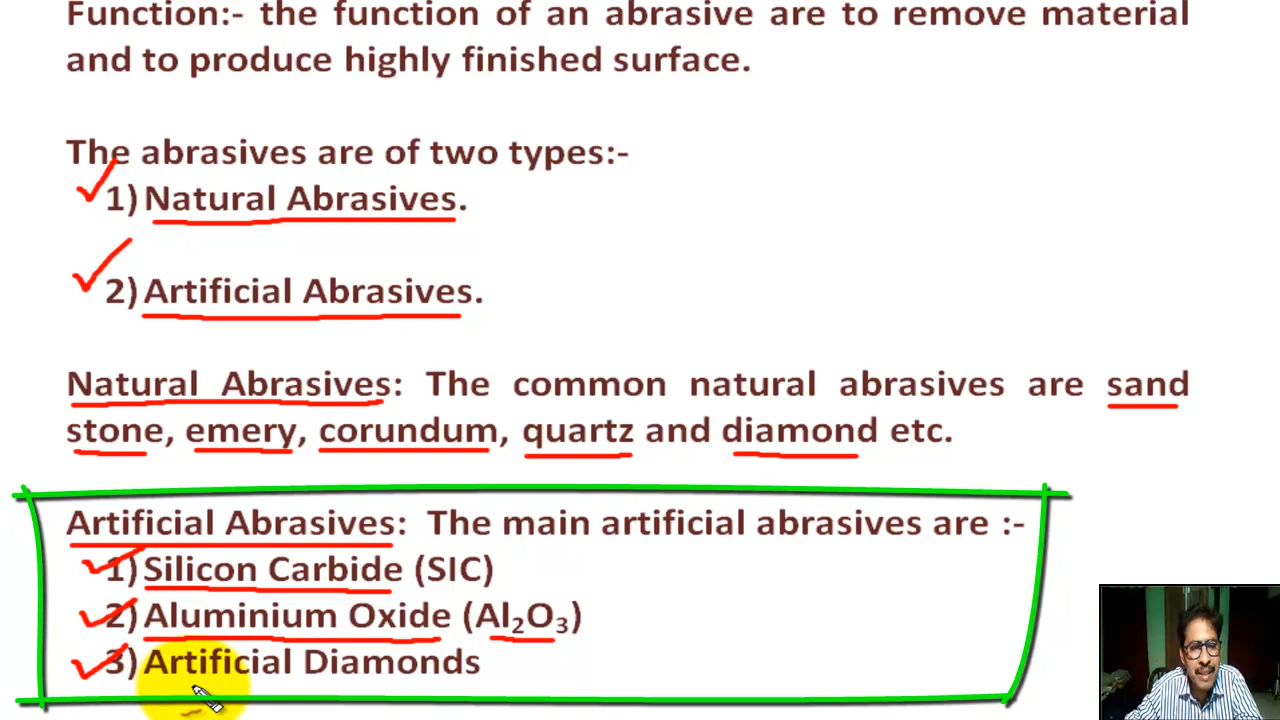 Function:- the function of an abrasive are to remove material
and to produce highly finished surface.
The abrasives are of two types:-
1) Natural Abrasives.
2) Artificial Abrasives.
Natural Abrasives: The common natural abrasives are sand
stone, emery, corundum, quartz and diamond etc.
Artificial Abrasives: The main artificial abrasives are :-
1) Silicon Carbide (SIC)
2) Aluminium Oxide (Al₂O₃)
3) Artificial Diamonds